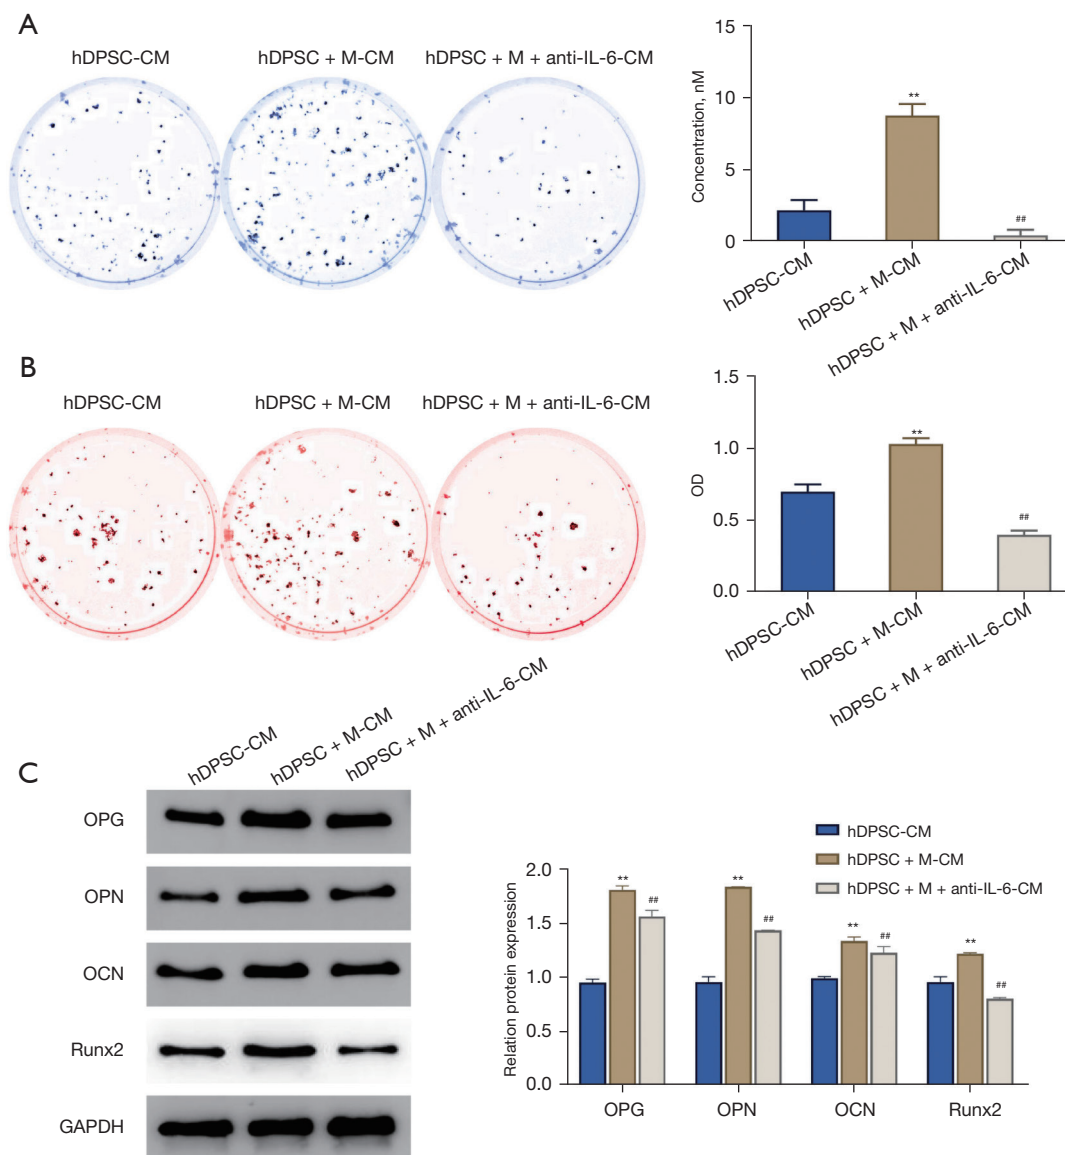 A
hDPSC-CM
hDPSC + M-CM
hDPSC + M + anti-IL-6-CM
Concentration, nM
15
10
5
0
**
##
hDPSC-CM
hDPSC + M-CM
hDPSC + M + anti-IL-6-CM
B
hDPSC-CM
hDPSC + M-CM
hDPSC + M + anti-IL-6-CM
OD
1.5
1.0
0.5
0.0
**
##
hDPSC-CM
hDPSC + M-CM
hDPSC + M + anti-IL-6-CM
C
hDPSC-CM
hDPSC + M-CM
hDPSC + M + anti-IL-6-CM
OPG
OPN
OCN
Runx2
GAPDH
hDPSC-CM
hDPSC + M-CM
hDPSC + M + anti-IL-6-CM
Relation protein expression
2.0
1.5
1.0
0.5
0.0
**
##
**
##
**
##
**
##
OPG
OPN
OCN
Runx2